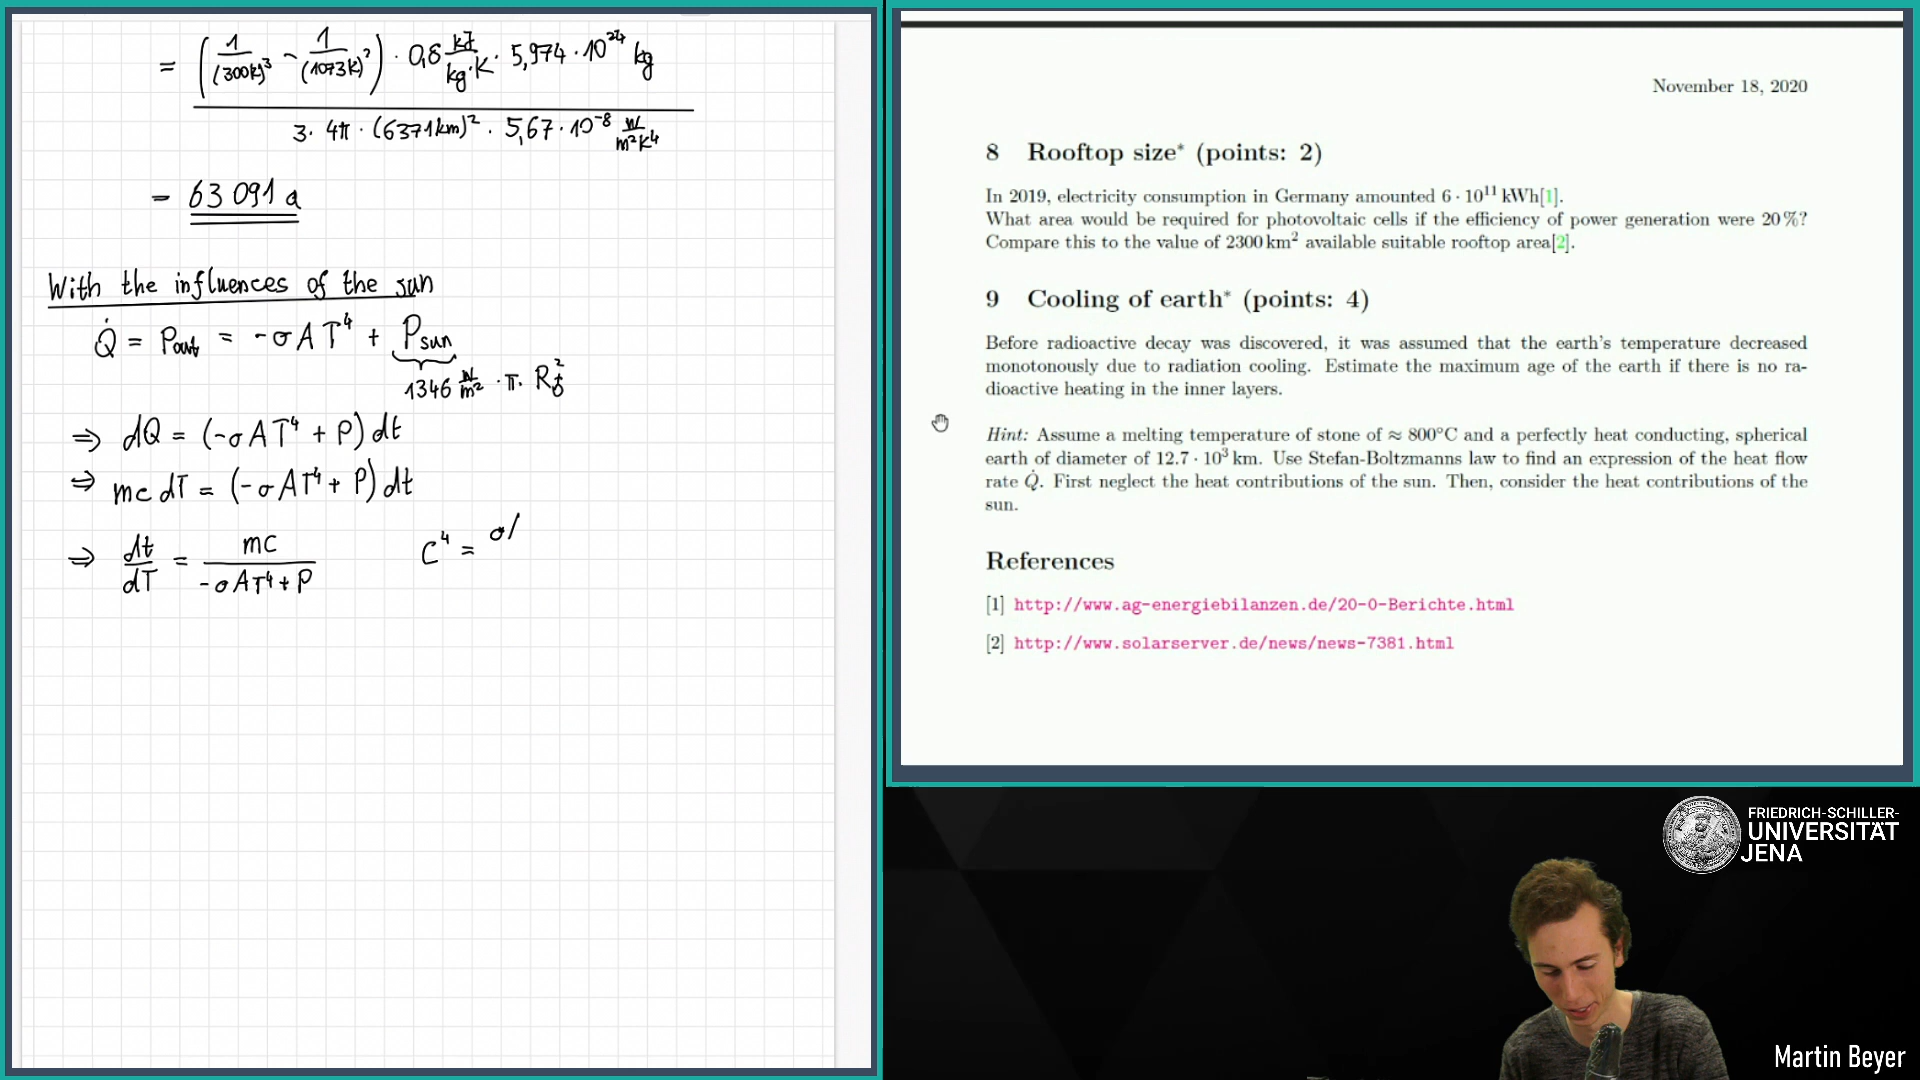 = (1/(300K)³ - 1/(1073K)²) · 0,8 kJ/kg·K · 5,974 · 10²⁴ kg
3 · 4π · (6371km)² · 5,67 · 10⁻⁸ W/m²K⁴
= 63 091 a
With the influences of the sun
Q̇ = Pout = -σAT⁴ + Psun
1346 W/m² · π · R♁²
⇒ dQ = (-σAT⁴ + P) dt
⇒ mc dT = (-σAT⁴ + P) dt
⇒ dt/dT = mc/(-σAT⁴ + P)    C⁴ = σ/
November 18, 2020
8 Rooftop size* (points: 2)
In 2019, electricity consumption in Germany amounted 6 · 10¹¹ kWh[1].
What area would be required for photovoltaic cells if the efficiency of power generation were 20 %?
Compare this to the value of 2300 km² available suitable rooftop area[2].
9 Cooling of earth* (points: 4)
Before radioactive decay was discovered, it was assumed that the earth's temperature decreased
monotonously due to radiation cooling. Estimate the maximum age of the earth if there is no ra-
dioactive heating in the inner layers.
Hint: Assume a melting temperature of stone of ≈ 800°C and a perfectly heat conducting, spherical
earth of diameter of 12.7 · 10³ km. Use Stefan-Boltzmanns law to find an expression of the heat flow
rate Q̇. First neglect the heat contributions of the sun. Then, consider the heat contributions of the
sun.
References
[1] http://www.ag-energiebilanzen.de/20-0-Berichte.html
[2] http://www.solarserver.de/news/news-7381.html
FRIEDRICH-SCHILLER-
UNIVERSITÄT
JENA
Martin Beyer